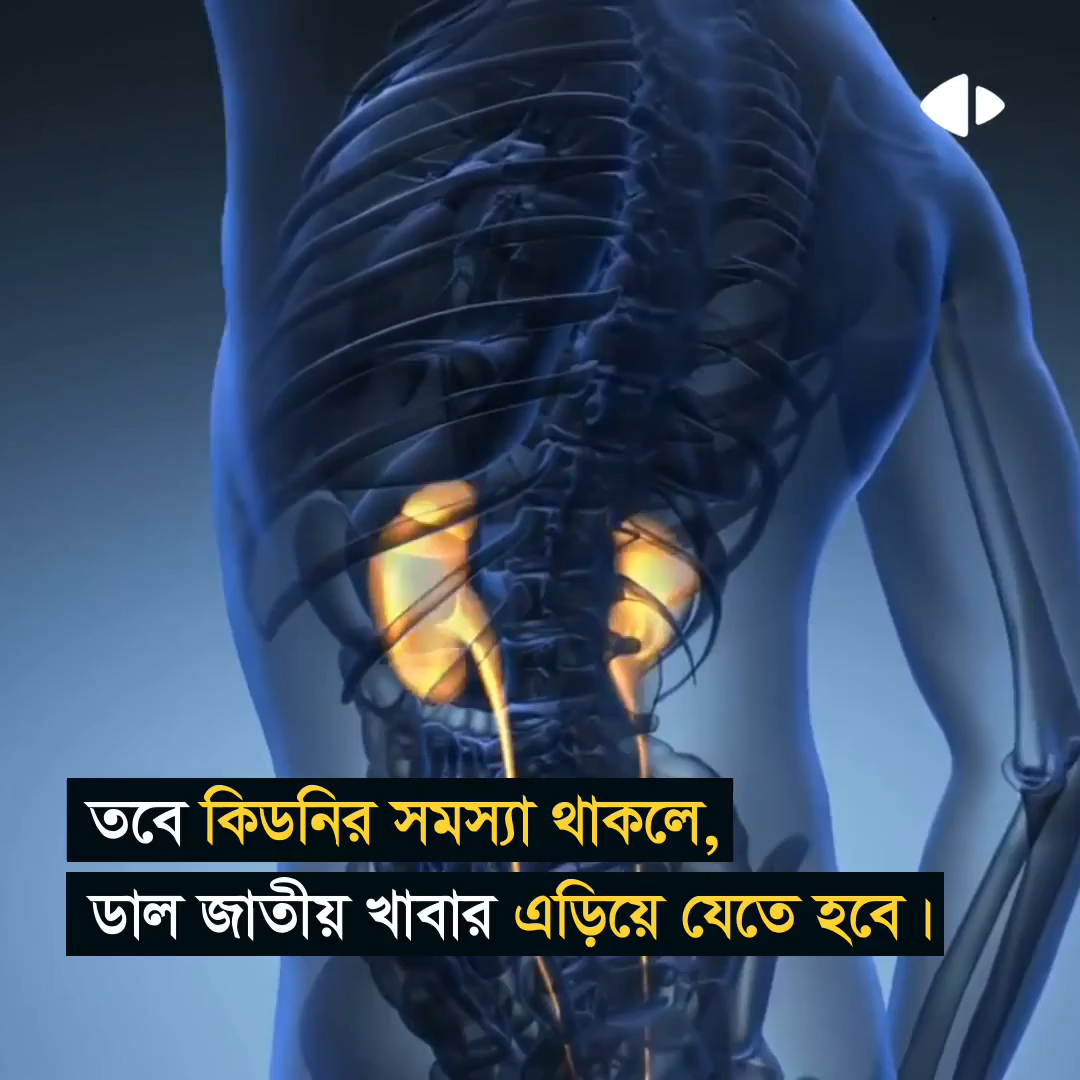 তবে কিডনির সমস্যা থাকলে,
ডাল জাতীয় খাবার এড়িয়ে যেতে হবে।